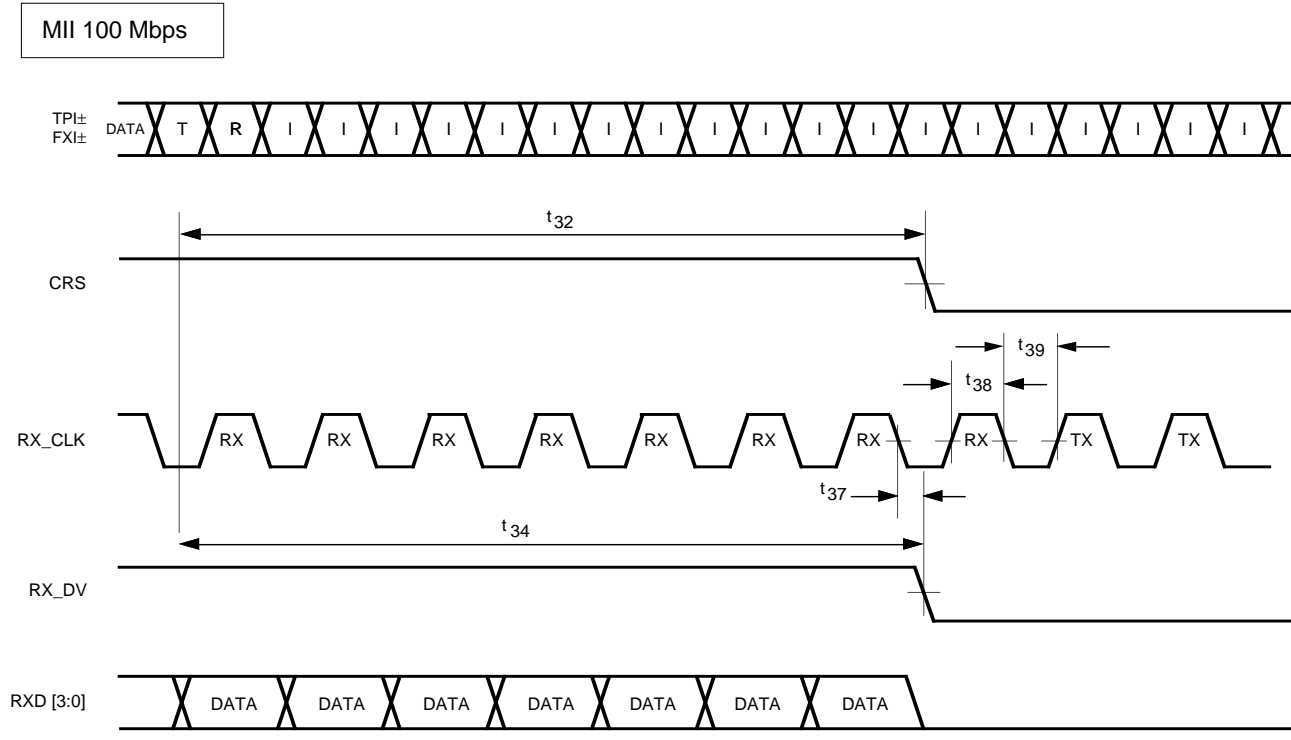 MII 100 Mbps
TPI±
FXI±
DATA T R I I I I I I I I I I I I I I I I I I I
t32
CRS
t39
t38
RX_CLK
RX RX RX RX RX RX RX RX TX TX
t37
t34
RX_DV
RXD [3:0]
DATA DATA DATA DATA DATA DATA DATA